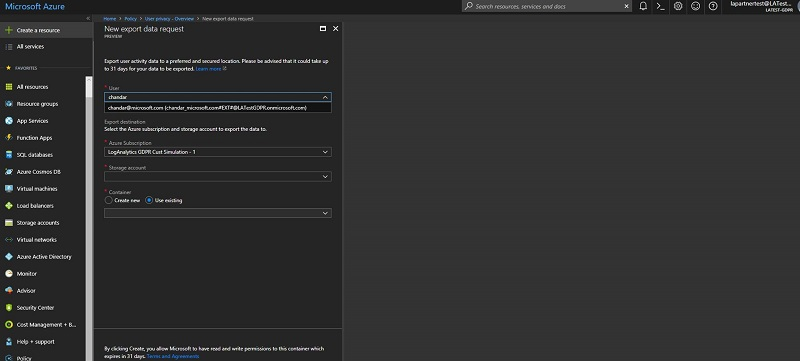 Microsoft Azure
Search resources, services and docs
lapartnertest@LATest...
LATEST-GDPR
Create a resource
All services
FAVORITES
All resources
Resource groups
App Services
Function Apps
SQL databases
Azure Cosmos DB
Virtual machines
Load balancers
Storage accounts
Virtual networks
Azure Active Directory
Monitor
Advisor
Security Center
Cost Management + B...
Help + support
Policy
Home > Policy > User privacy - Overview > New export data request
New export data request
PREVIEW
Export user activity data to a preferred and secured location. Please be advised that it could take up
to 31 days for your data to be exported. Learn more
* User
chandar
chandar@microsoft.com (chandar_microsoft.com#EXT#@LATestGDPR.onmicrosoft.com)
Export destination
Select the Azure subscription and storage account to export the data to.
* Azure Subscription
LogAnalytics GDPR Cust Simulation - 1
* Storage account
* Container
Create new Use existing
By clicking Create, you allow Microsoft to have read and write permissions to this container which
expires in 31 days. Terms and Agreements